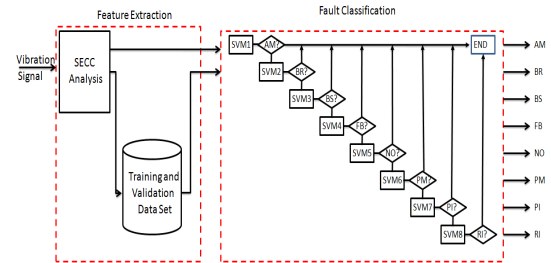 Feature Extraction
Fault Classification
Vibration
Signal
SECC
Analysis
Training and
Validation
Data Set
SVM1
AM?
END
AM
SVM2
BR?
BR
SVM3
BS?
BS
SVM4
FB?
FB
SVM5
NO?
NO
SVM6
PM?
PM
SVM7
PI?
PI
SVM8
RI?
RI